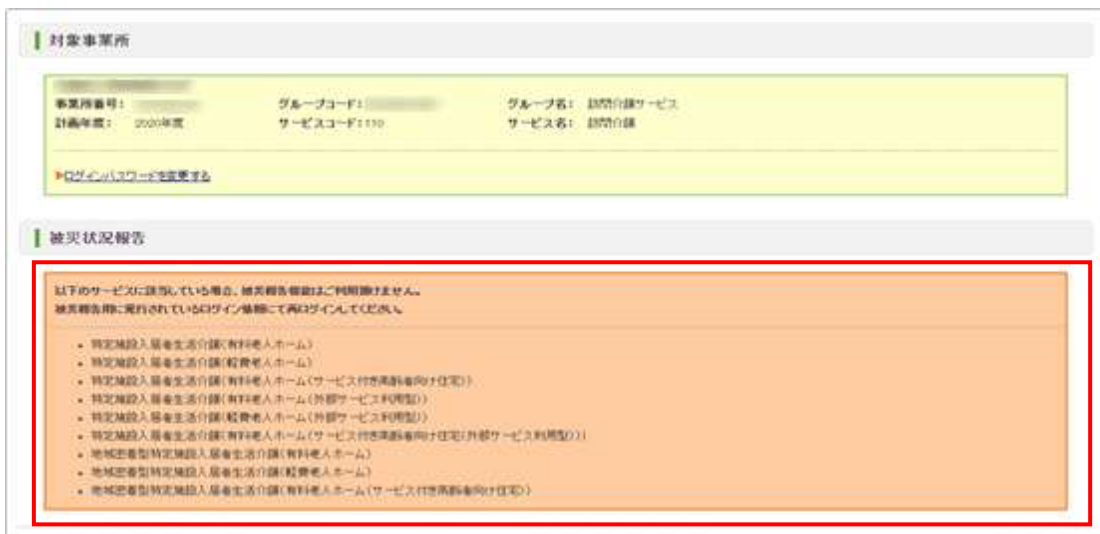 対象事業所
事業所番号： グループコード： グループ名： 訪問介護サービス
計画年度： 2020年度 サービスコード：110 サービス名： 訪問介護
▶ログインパスワードを変更する
被災状況報告
以下のサービスに該当している場合、被災報告機能はご利用頂けません。
被災報告用に発行されているログイン情報にて再ログインしてください。
• 特定施設入居者生活介護(有料老人ホーム)
• 特定施設入居者生活介護(軽費老人ホーム)
• 特定施設入居者生活介護(有料老人ホーム(サービス付き高齢者向け住宅))
• 特定施設入居者生活介護(有料老人ホーム(外部サービス利用型))
• 特定施設入居者生活介護(軽費老人ホーム(外部サービス利用型))
• 特定施設入居者生活介護(有料老人ホーム(サービス付き高齢者向け住宅(外部サービス利用型)))
• 地域密着型特定施設入居者生活介護(有料老人ホーム)
• 地域密着型特定施設入居者生活介護(軽費老人ホーム)
• 地域密着型特定施設入居者生活介護(有料老人ホーム(サービス付き高齢者向け住宅))